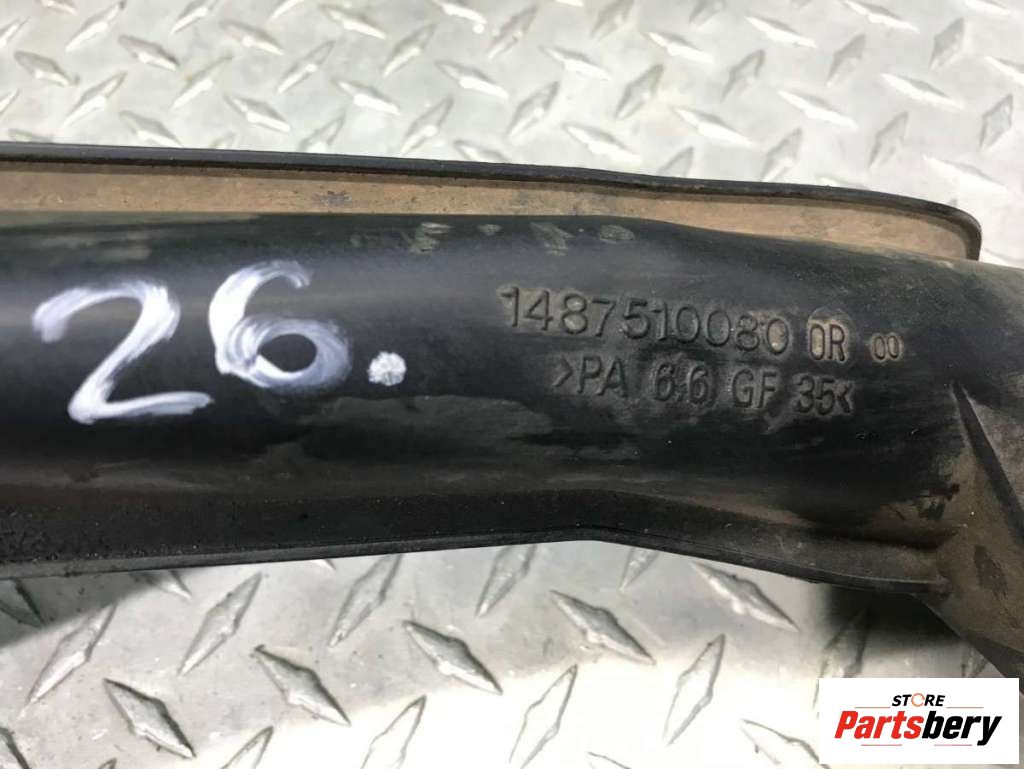 26.
1487510080 0R 00
>PA 6.6 GF 35<
STORE
Partsbery